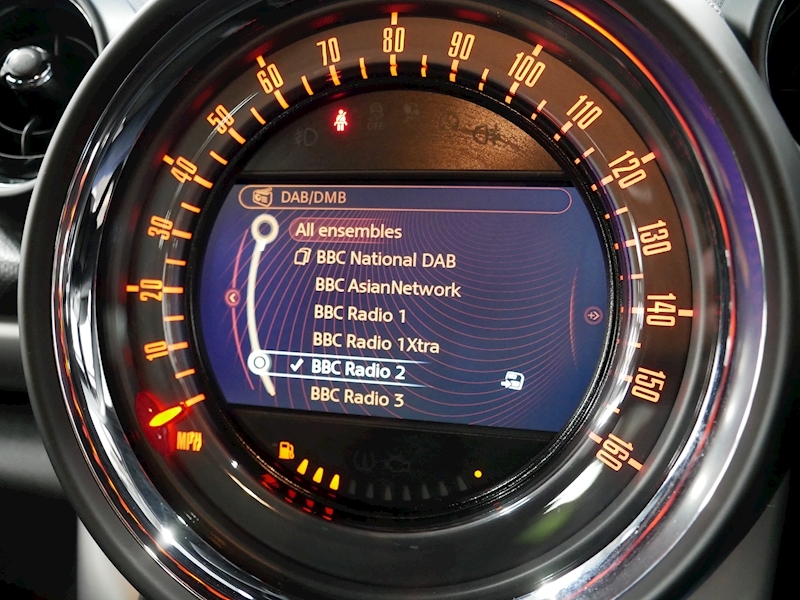 80
70
90
60
100
50
110
40
120
30
130
20
140
10
150
MPH
160
OFF
DAB/DMB
All ensembles
BBC National DAB
BBC AsianNetwork
BBC Radio 1
BBC Radio 1Xtra
BBC Radio 2
BBC Radio 3